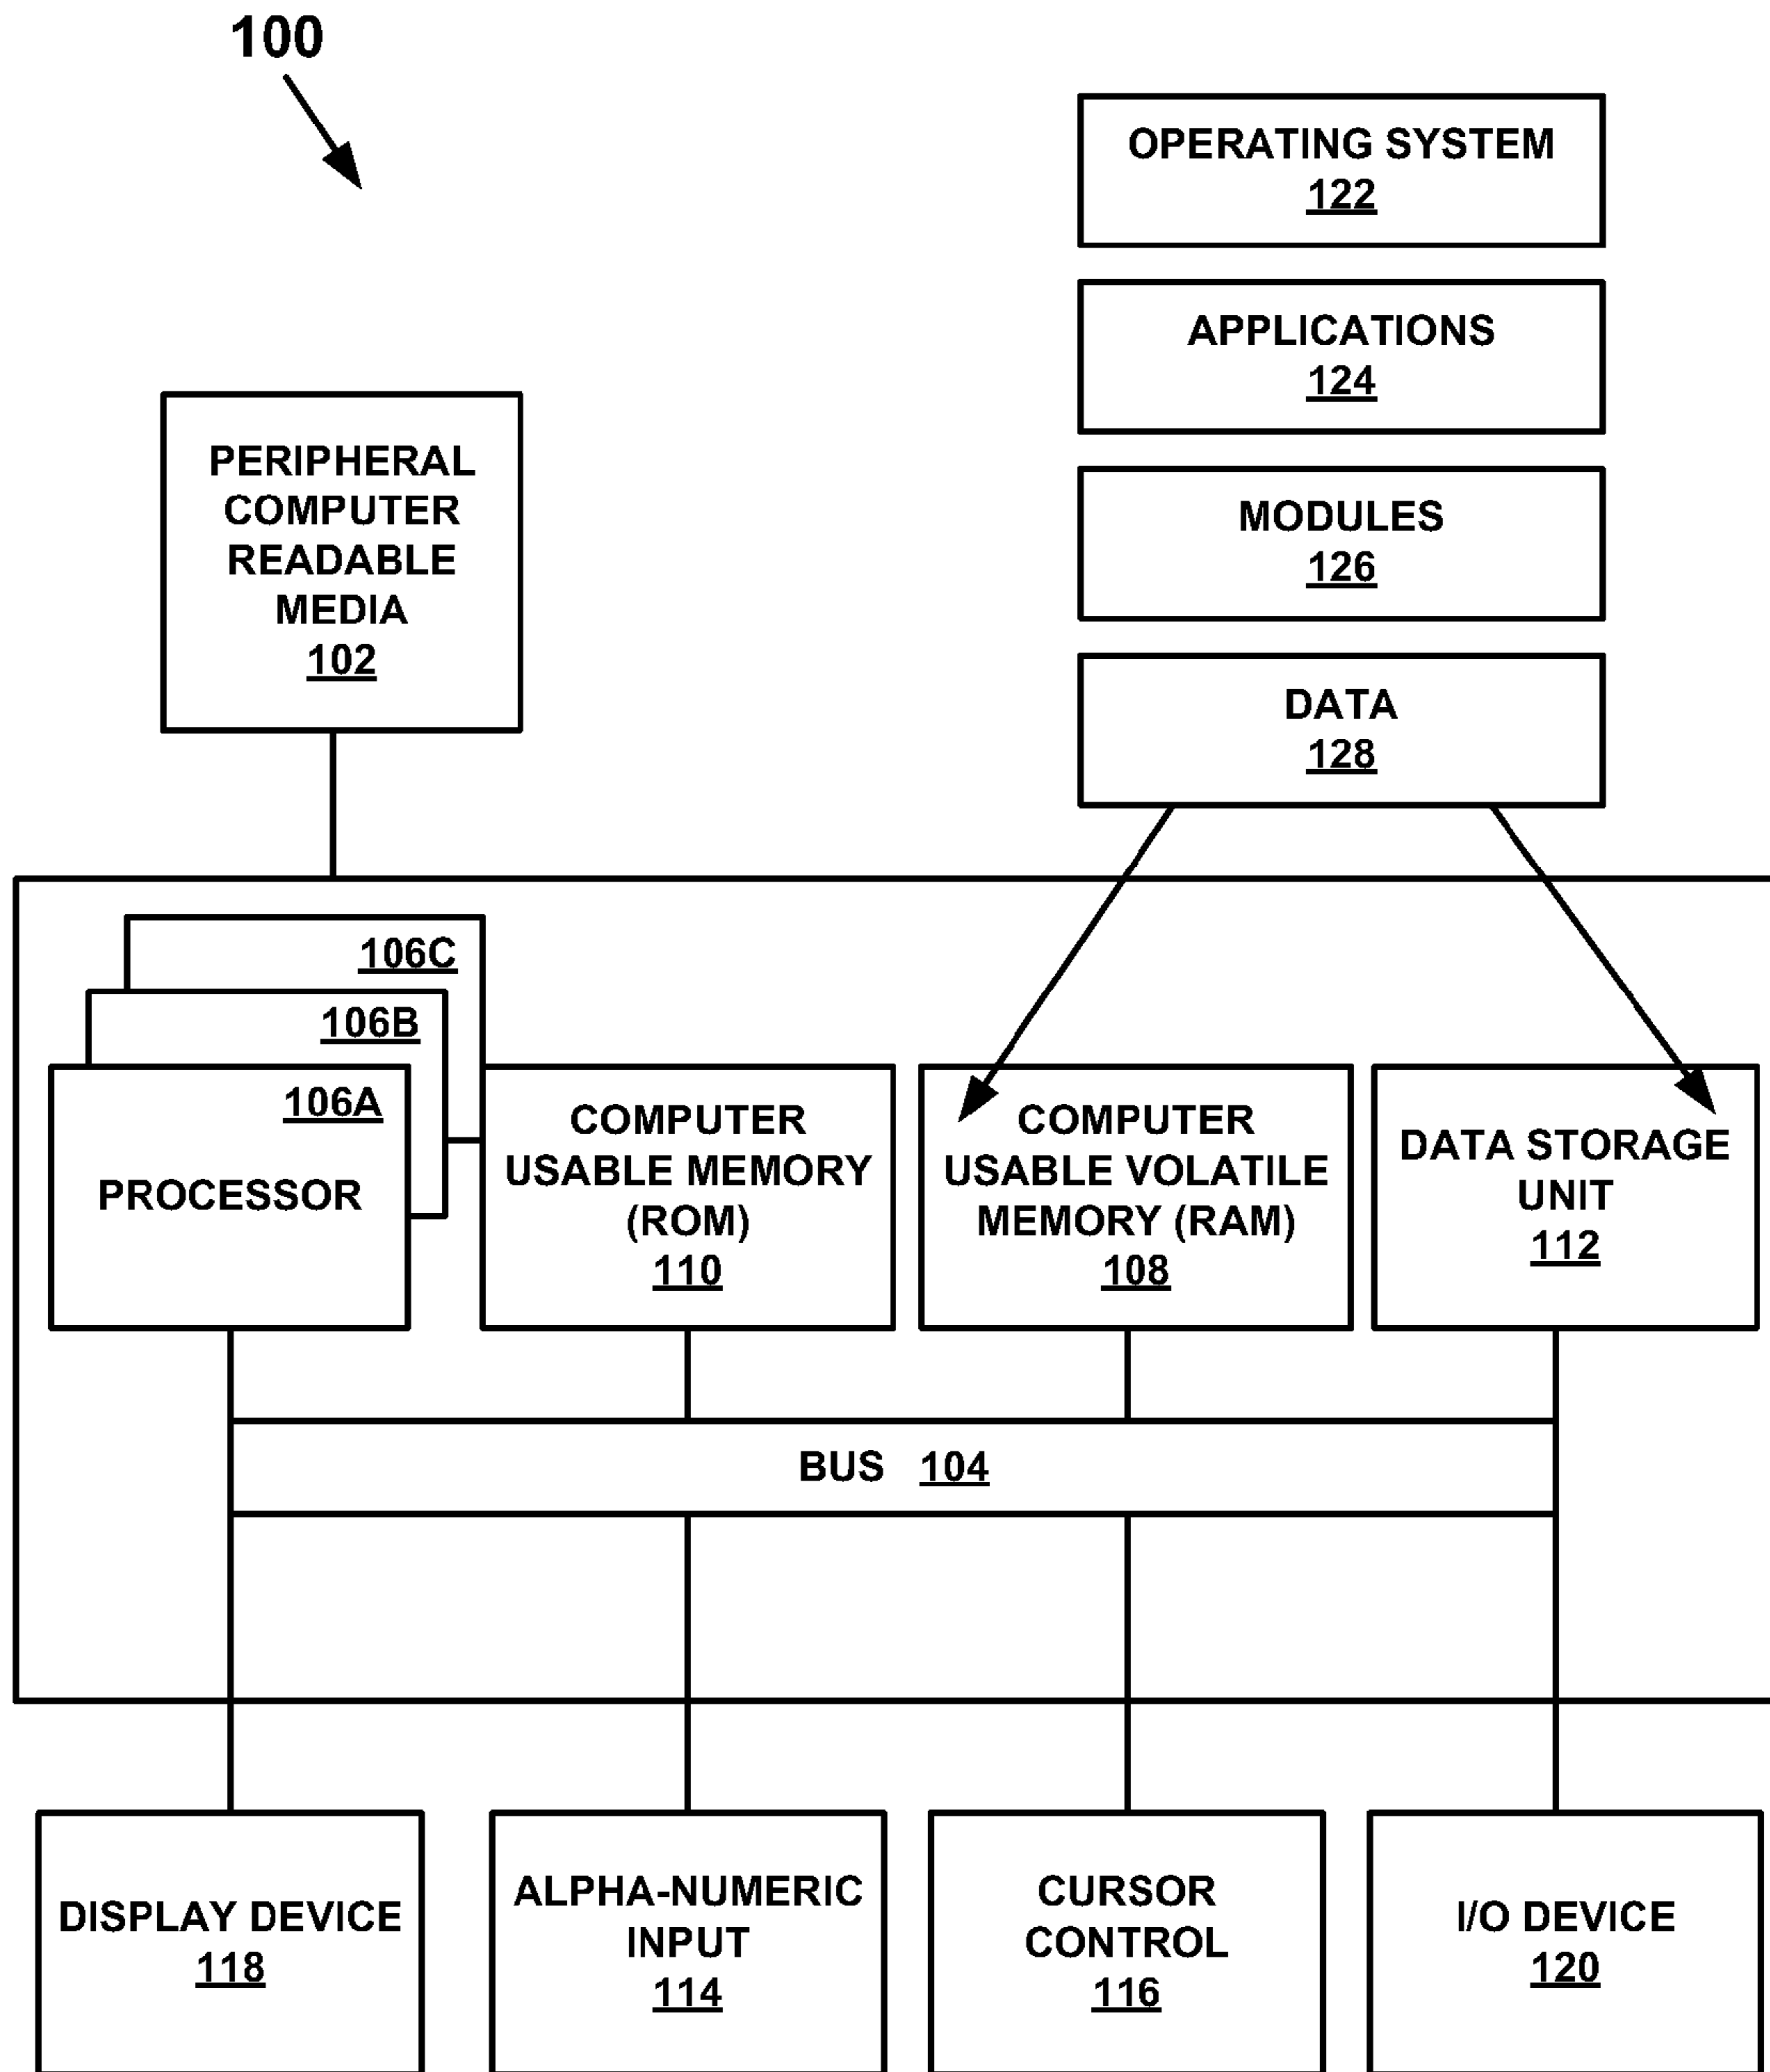 100
OPERATING SYSTEM
122
APPLICATIONS
124
MODULES
126
DATA
128
PERIPHERAL
COMPUTER
READABLE
MEDIA
102
106C
106B
106A
PROCESSOR
COMPUTER
USABLE MEMORY
(ROM)
110
COMPUTER
USABLE VOLATILE
MEMORY (RAM)
108
DATA STORAGE
UNIT
112
BUS 104
DISPLAY DEVICE
118
ALPHA-NUMERIC
INPUT
114
CURSOR
CONTROL
116
I/O DEVICE
120